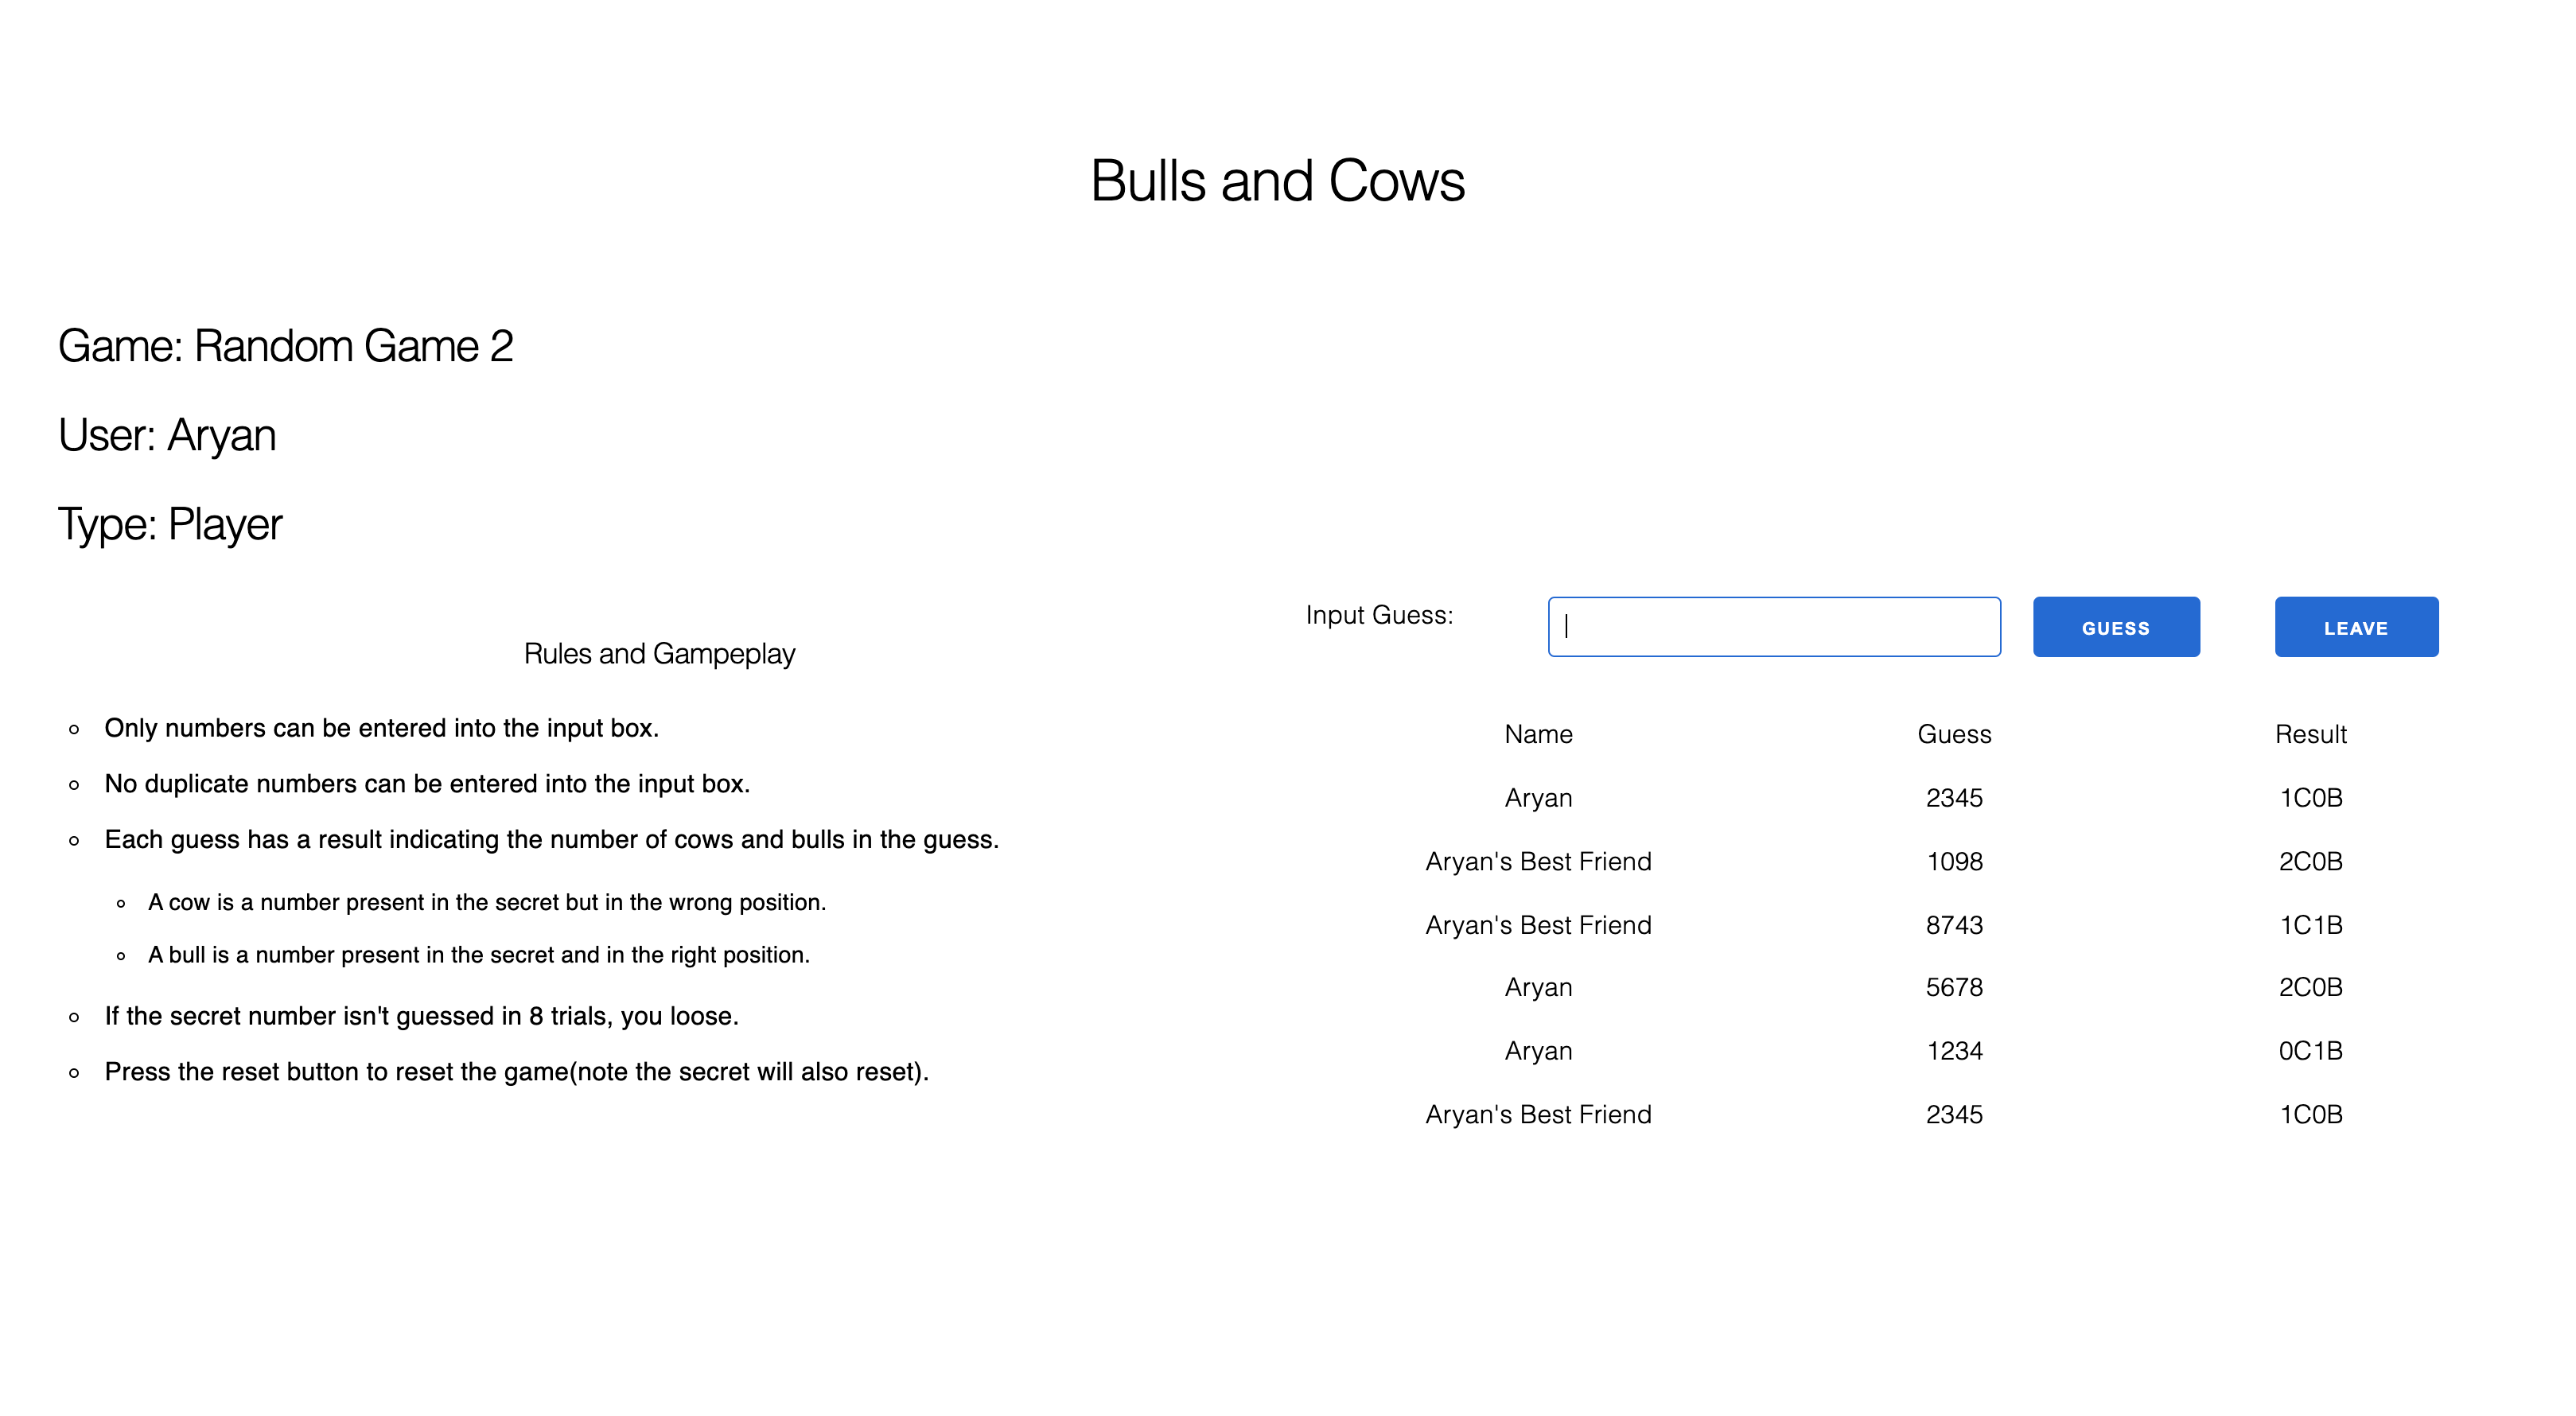 Bulls and Cows
Game: Random Game 2
User: Aryan
Type: Player
Rules and Gampeplay
Only numbers can be entered into the input box.
No duplicate numbers can be entered into the input box.
Each guess has a result indicating the number of cows and bulls in the guess.
A cow is a number present in the secret but in the wrong position.
A bull is a number present in the secret and in the right position.
If the secret number isn't guessed in 8 trials, you loose.
Press the reset button to reset the game(note the secret will also reset).
Input Guess: GUESS LEAVE
Name Guess Result
Aryan 2345 1C0B
Aryan's Best Friend 1098 2C0B
Aryan's Best Friend 8743 1C1B
Aryan 5678 2C0B
Aryan 1234 0C1B
Aryan's Best Friend 2345 1C0B